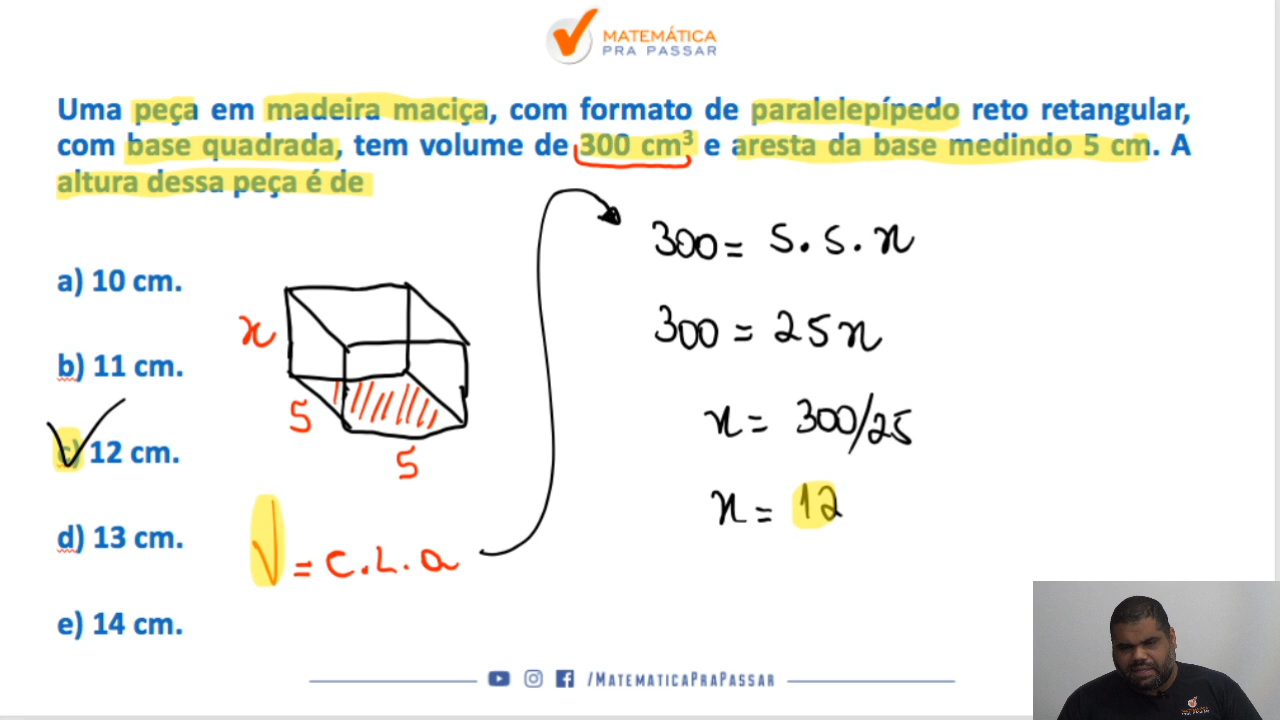 MATEMÁTICA
PRA PASSAR
Uma peça em madeira maciça, com formato de paralelepípedo reto retangular,
com base quadrada, tem volume de 300 cm³ e aresta da base medindo 5 cm. A
altura dessa peça é de
a) 10 cm.
b) 11 cm.
c) 12 cm.
d) 13 cm.
e) 14 cm.
x
5
5
V = C.L.a
300 = 5.5.x
300 = 25x
x = 300/25
x = 12
/MATEMATICAPRAPASSAR
PRA PASSAR